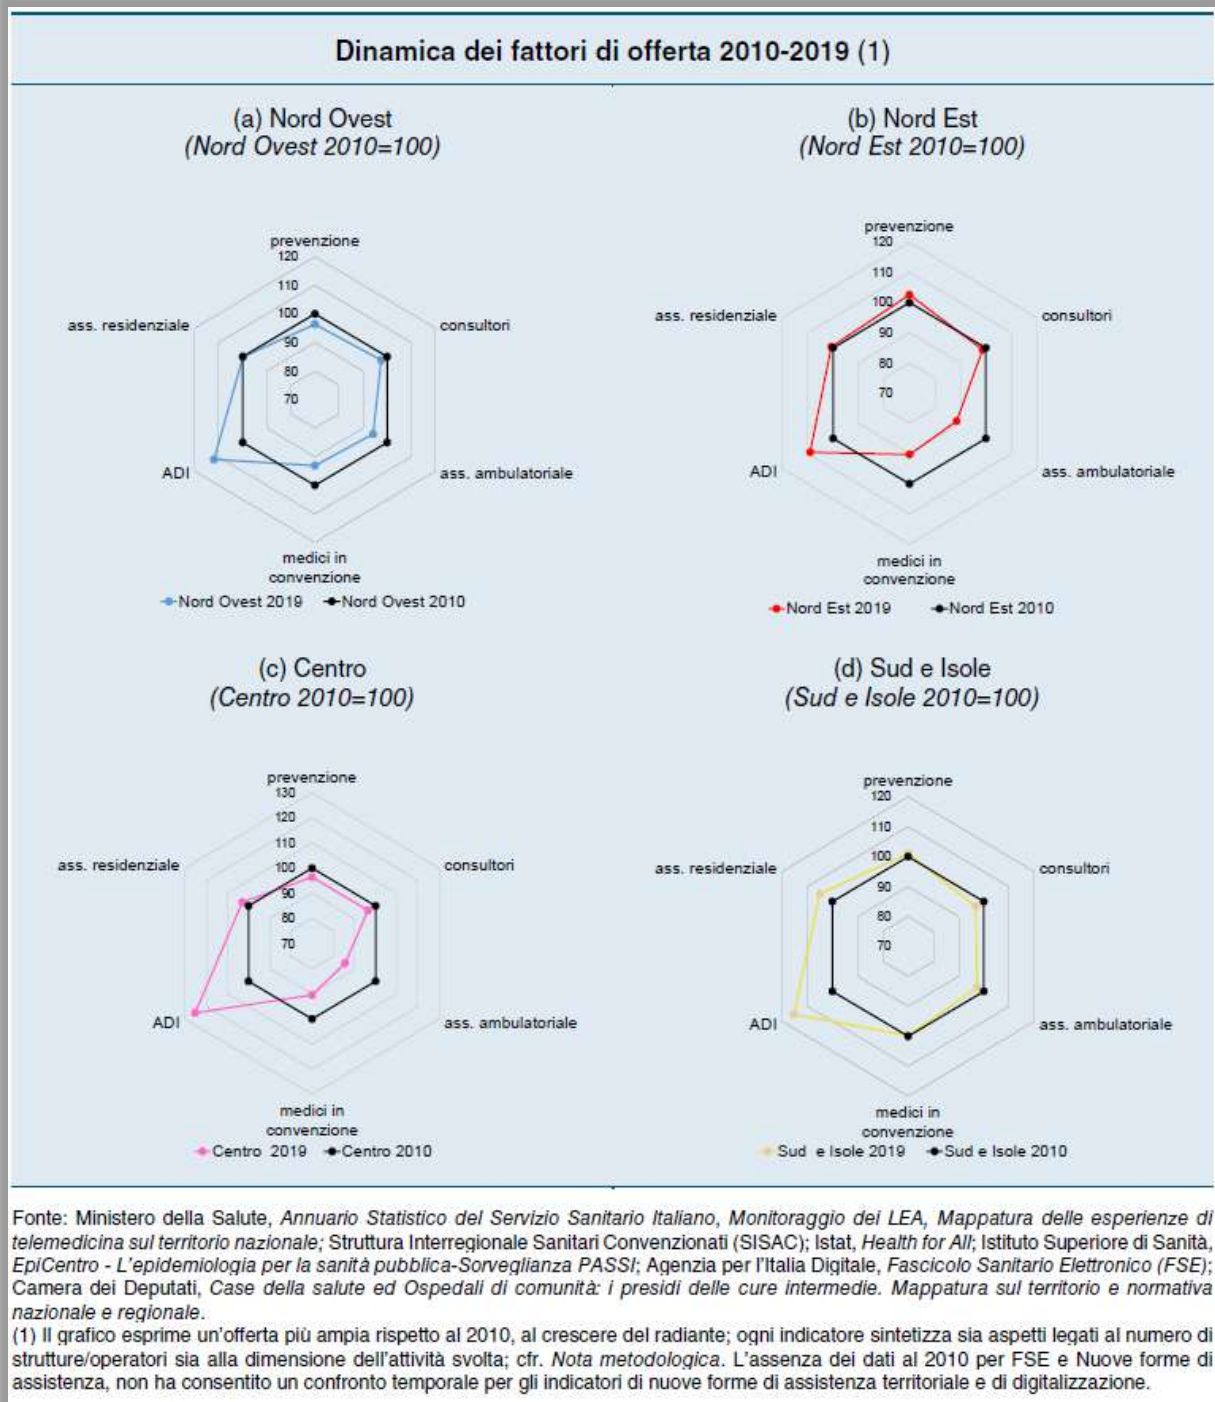 Dinamica dei fattori di offerta 2010-2019 (1)
(a) Nord Ovest
(Nord Ovest 2010=100)
prevenzione
120
110
100
90
80
70
ass. residenziale
consultori
ADI
ass. ambulatoriale
medici in
convenzione
Nord Ovest 2019 Nord Ovest 2010
(b) Nord Est
(Nord Est 2010=100)
prevenzione
120
110
100
90
80
70
ass. residenziale
consultori
ADI
ass. ambulatoriale
medici in
convenzione
Nord Est 2019 Nord Est 2010
(c) Centro
(Centro 2010=100)
prevenzione
130
120
110
100
90
80
70
ass. residenziale
consultori
ADI
ass. ambulatoriale
medici in
convenzione
Centro 2019 Centro 2010
(d) Sud e Isole
(Sud e Isole 2010=100)
prevenzione
120
110
100
90
80
70
ass. residenziale
consultori
ADI
ass. ambulatoriale
medici in
convenzione
Sud e Isole 2019 Sud e Isole 2010
Fonte: Ministero della Salute, Annuario Statistico del Servizio Sanitario Italiano, Monitoraggio dei LEA, Mappatura delle esperienze di
telemedicina sul territorio nazionale; Struttura Interregionale Sanitari Convenzionati (SISAC); Istat, Health for All; Istituto Superiore di Sanità,
EpiCentro - L'epidemiologia per la sanità pubblica-Sorveglianza PASSI; Agenzia per l'Italia Digitale, Fascicolo Sanitario Elettronico (FSE);
Camera dei Deputati, Case della salute ed Ospedali di comunità: i presidi delle cure intermedie. Mappatura sul territorio e normativa
nazionale e regionale.
(1) Il grafico esprime un'offerta più ampia rispetto al 2010, al crescere del radiante; ogni indicatore sintetizza sia aspetti legati al numero di
strutture/operatori sia alla dimensione dell'attività svolta; cfr. Nota metodologica. L'assenza dei dati al 2010 per FSE e Nuove forme di
assistenza, non ha consentito un confronto temporale per gli indicatori di nuove forme di assistenza territoriale e di digitalizzazione.